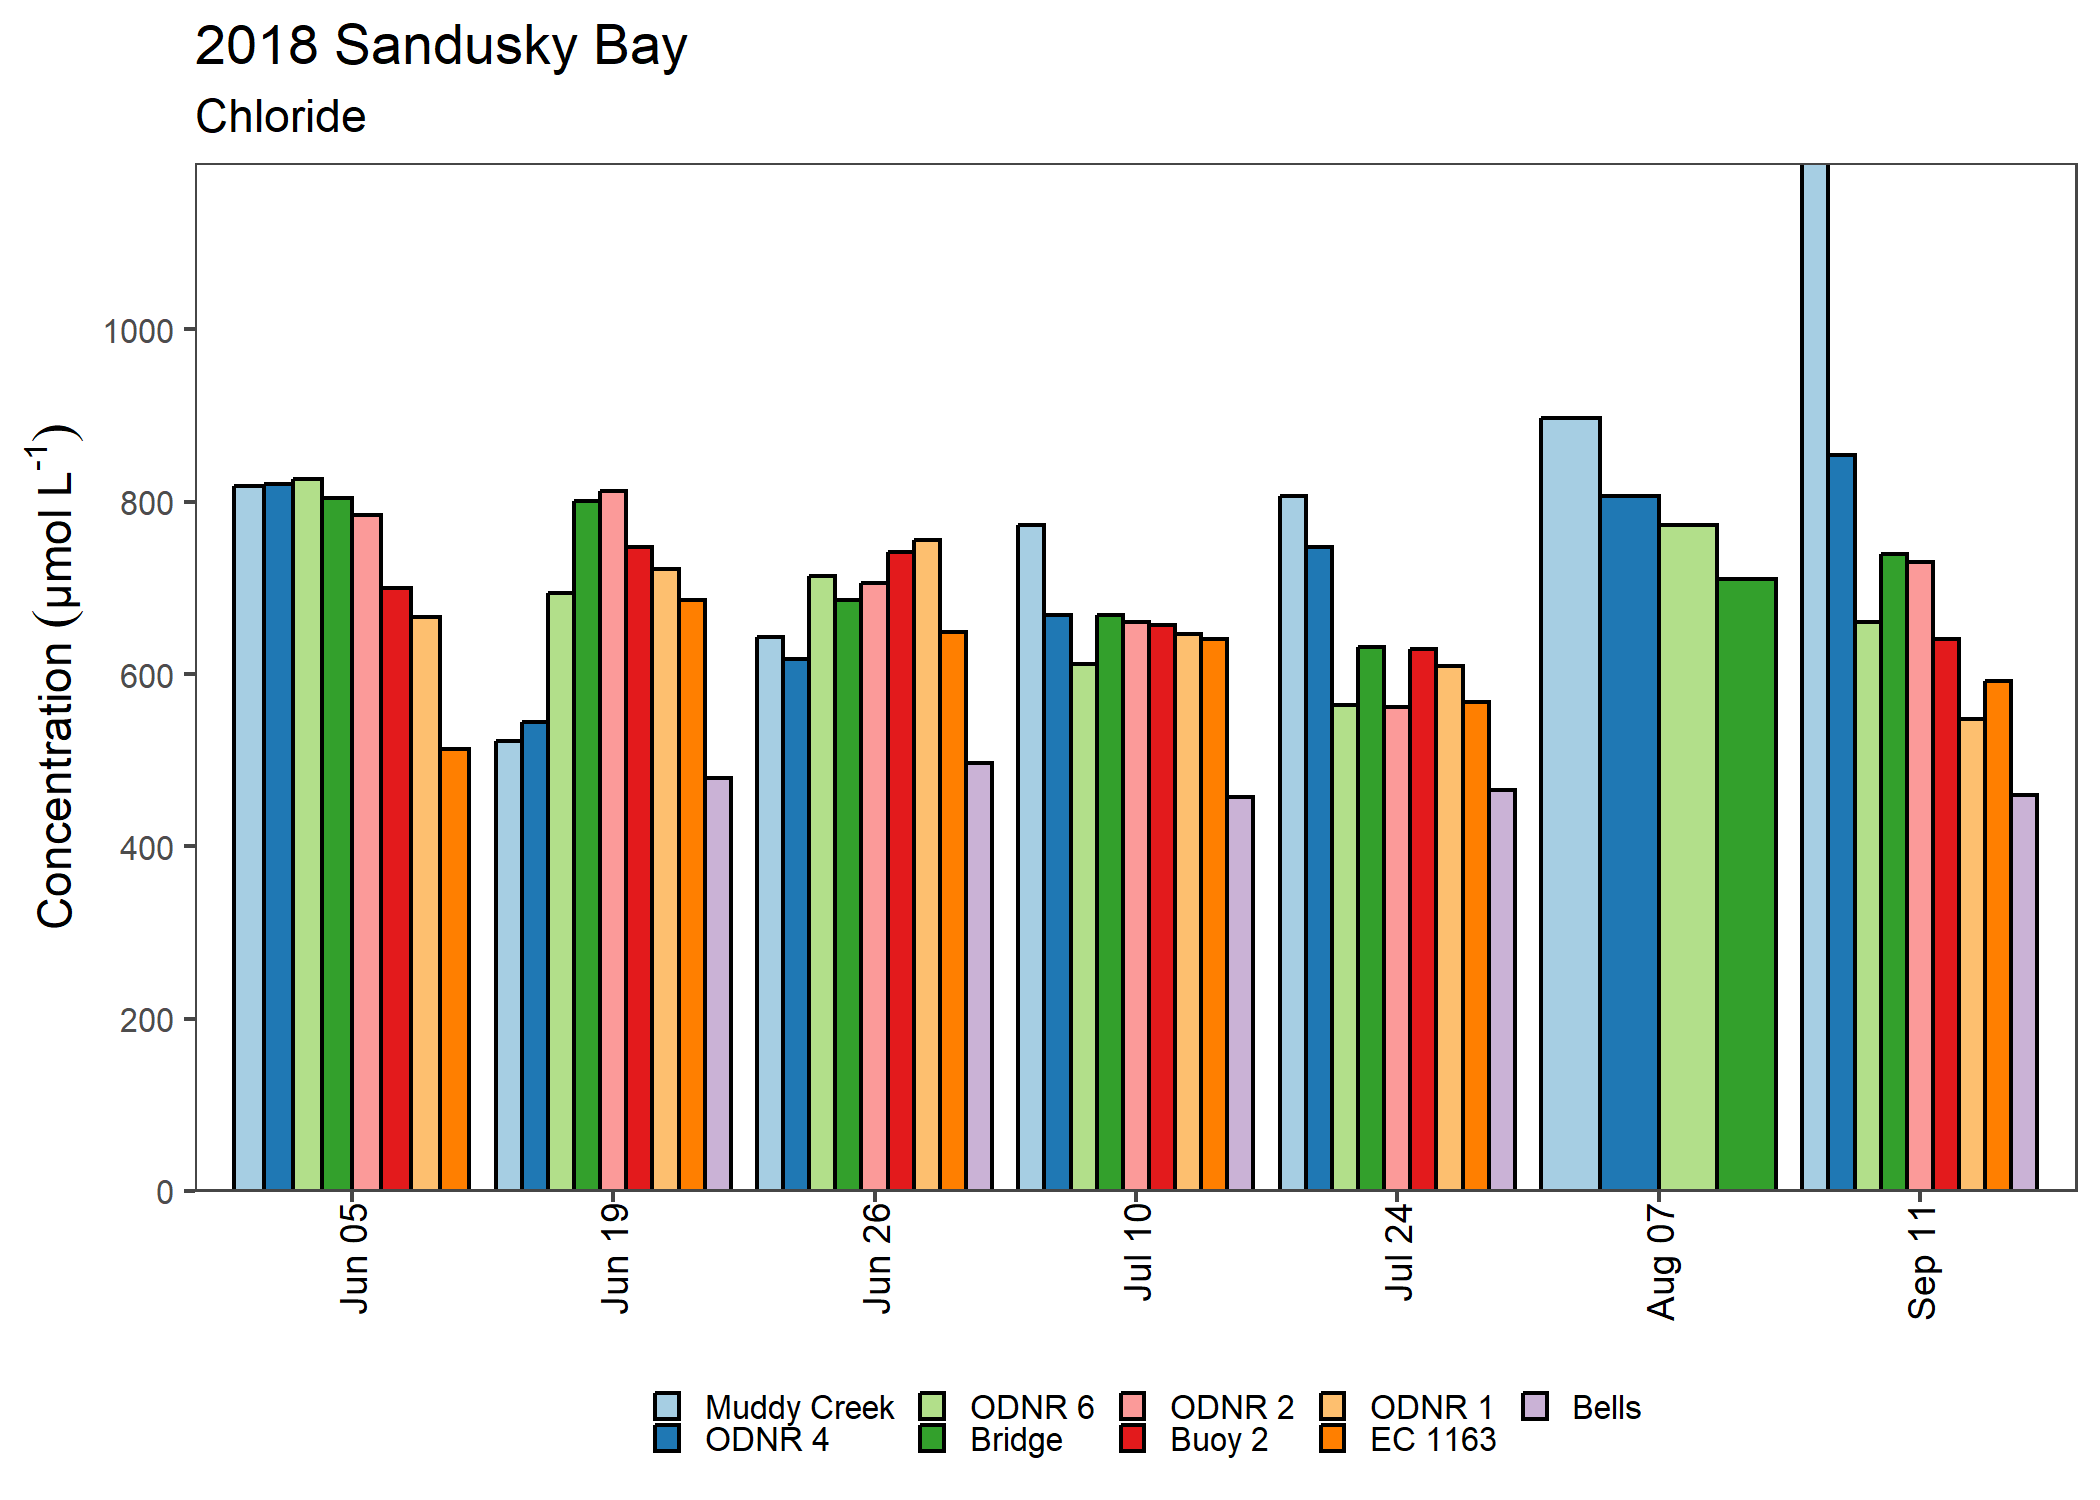 2018 Sandusky Bay
Chloride
Concentration (μmol L⁻¹)
1000
800
600
400
200
0
Jun 05
Jun 19
Jun 26
Jul 10
Jul 24
Aug 07
Sep 11
Muddy Creek ODNR 6 ODNR 2 ODNR 1 Bells
ODNR 4 Bridge Buoy 2 EC 1163